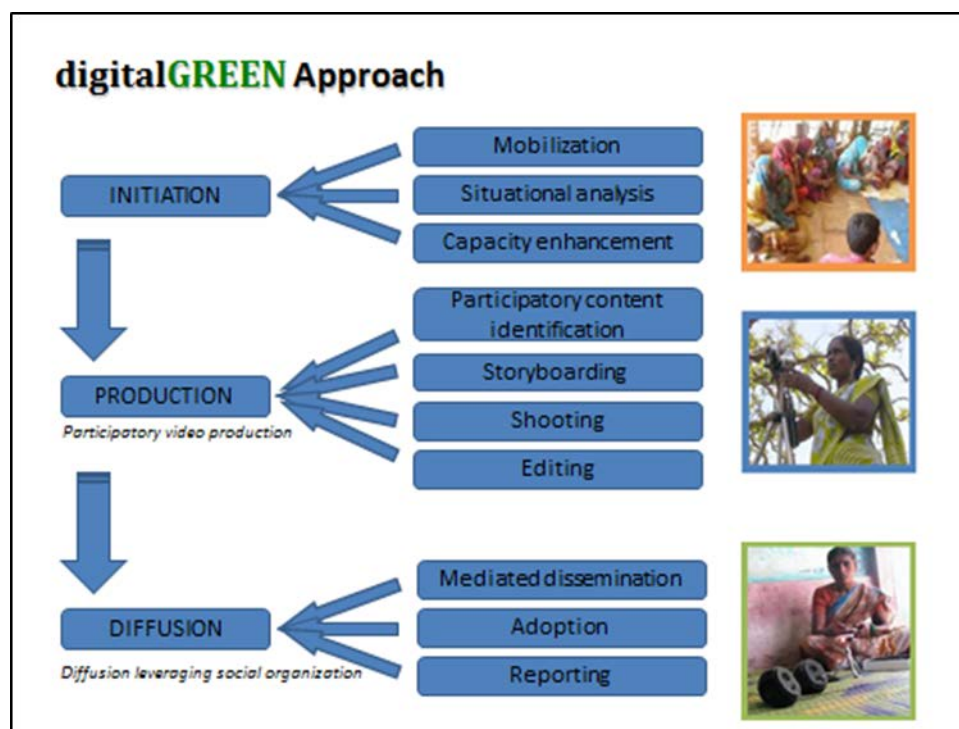 digitalGREEN Approach
INITIATION
Mobilization
Situational analysis
Capacity enhancement
PRODUCTION
Participatory video production
Participatory content
identification
Storyboarding
Shooting
Editing
DIFFUSION
Diffusion leveraging social organization
Mediated dissemination
Adoption
Reporting